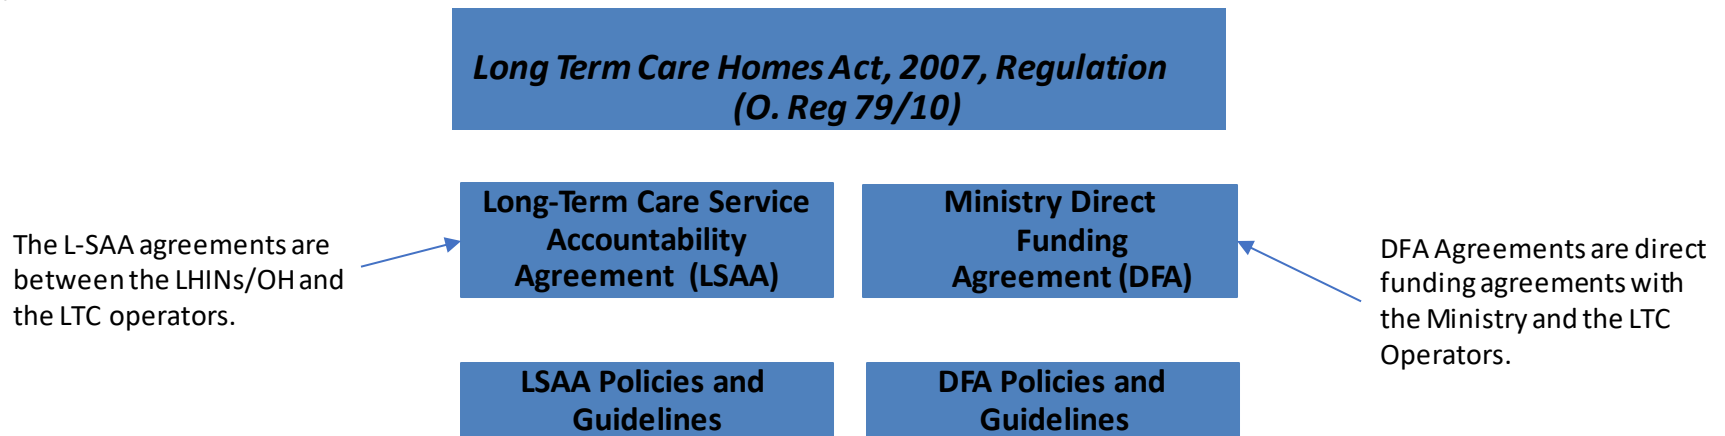 Long Term Care Homes Act, 2007, Regulation
(O. Reg 79/10)
Long-Term Care Service
Accountability
Agreement (LSAA)
Ministry Direct
Funding
Agreement (DFA)
The L-SAA agreements are
between the LHINs/OH and
the LTC operators.
DFA Agreements are direct
funding agreements with
the Ministry and the LTC
Operators.
LSAA Policies and
Guidelines
DFA Policies and
Guidelines